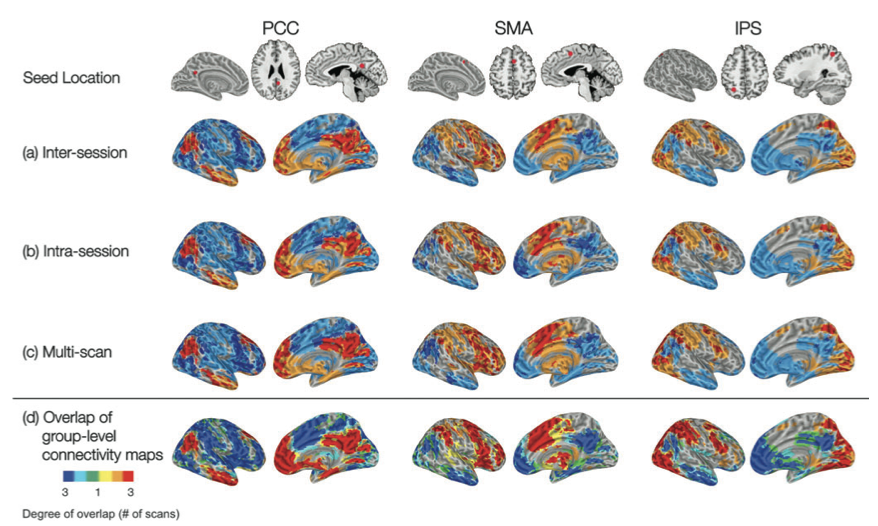 PCC SMA IPS
Seed Location
(a) Inter-session
(b) Intra-session
(c) Multi-scan
(d) Overlap of
group-level
connectivity maps
3 1 3
Degree of overlap (# of scans)